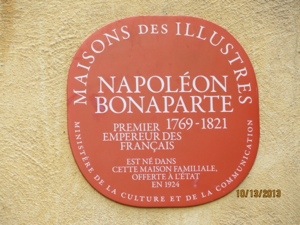 MAISONS DES ILLUSTRES
NAPOLÉON
BONAPARTE
PREMIER 1769-1821
EMPEREUR DES
FRANÇAIS
EST NÉ DANS
CETTE MAISON FAMILIALE,
OFFERTE À L'ÉTAT
EN 1924
MINISTÈRE DE LA CULTURE ET DE LA COMMUNICATION
10/13/2013